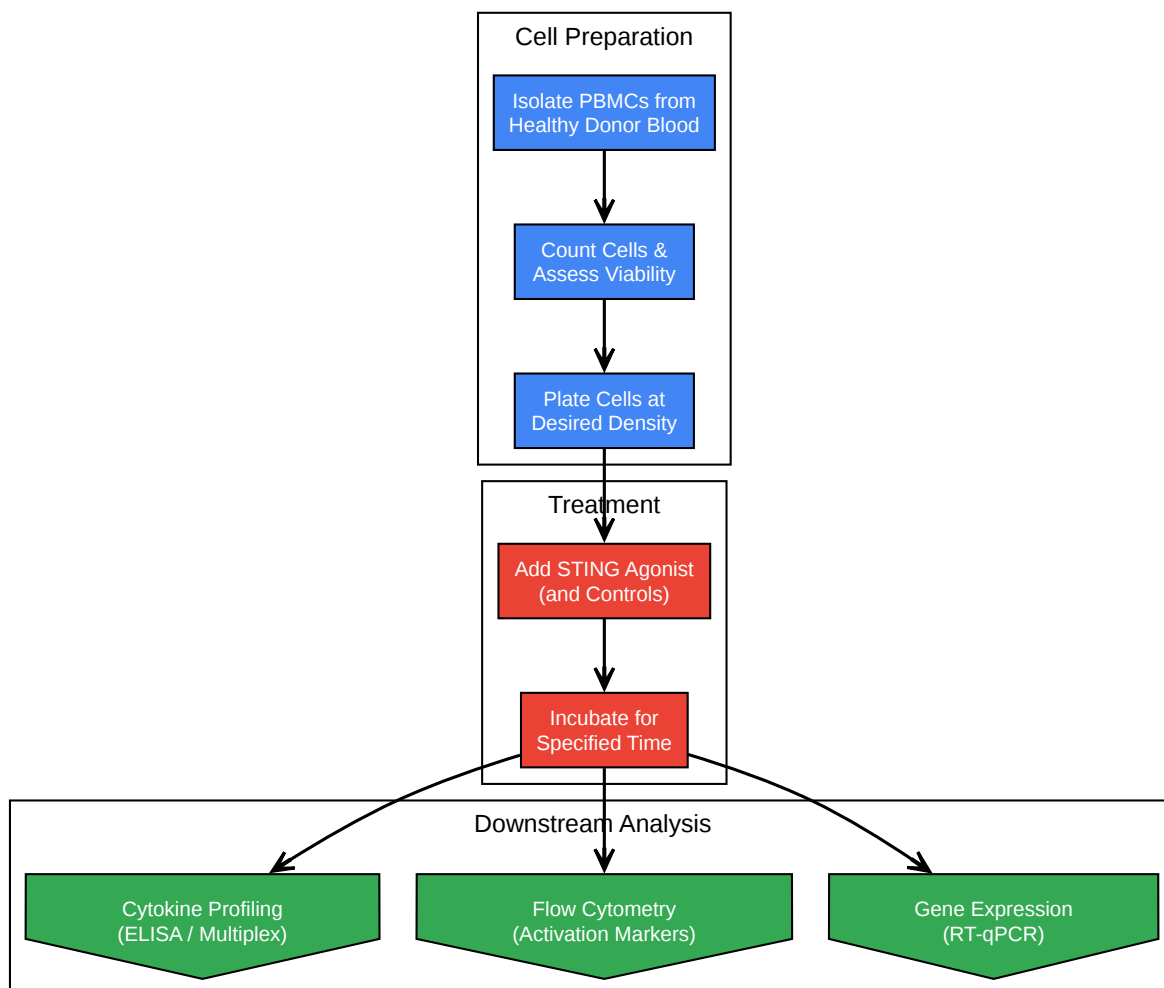 Cell Preparation
Isolate PBMCs from
Healthy Donor Blood
Count Cells &
Assess Viability
Plate Cells at
Desired Density
Treatment
Add STING Agonist
(and Controls)
Incubate for
Specified Time
Downstream Analysis
Cytokine Profiling
(ELISA / Multiplex)
Flow Cytometry
(Activation Markers)
Gene Expression
(RT-qPCR)